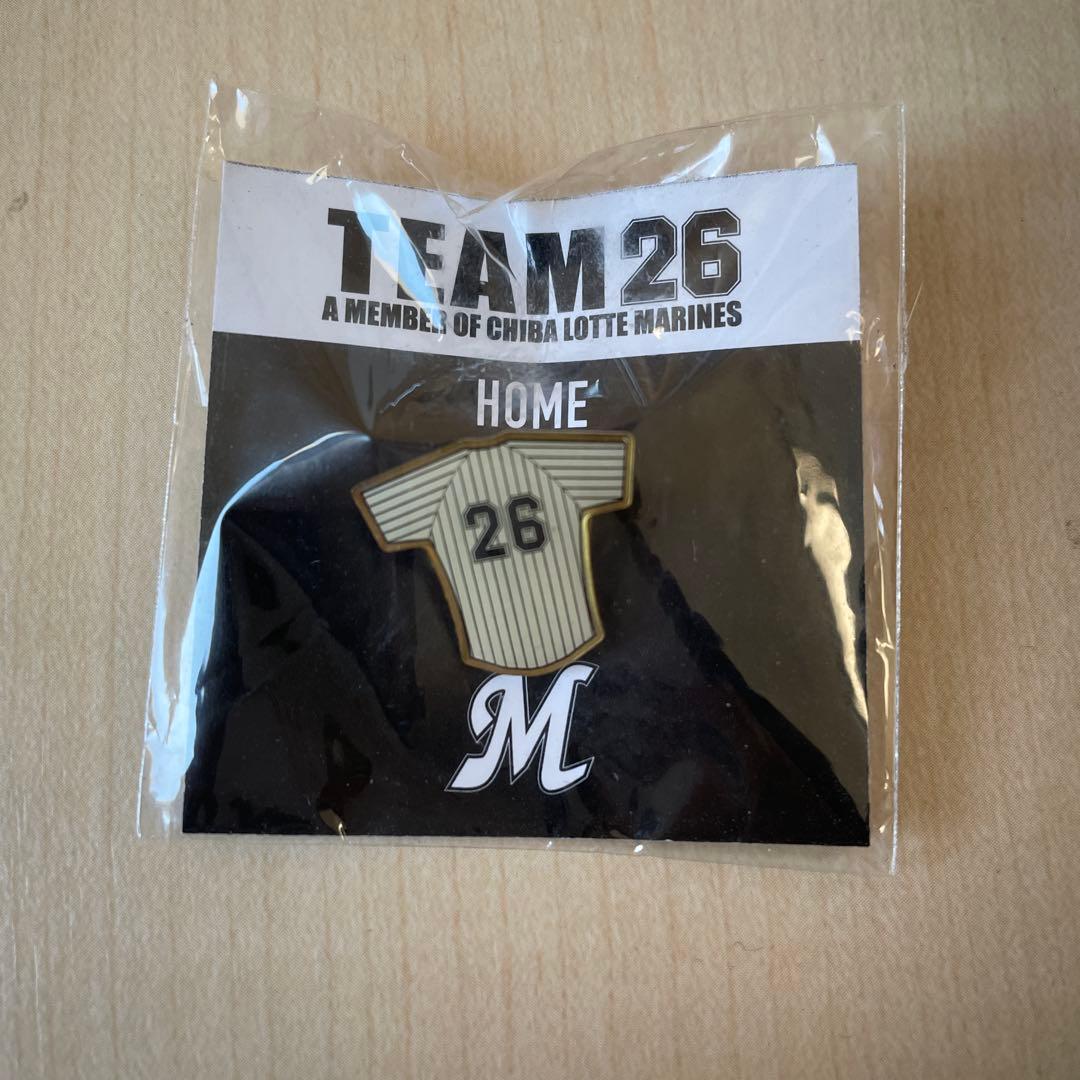 TEAM 26
A MEMBER OF CHIBA LOTTE MARINES
HOME
26
M